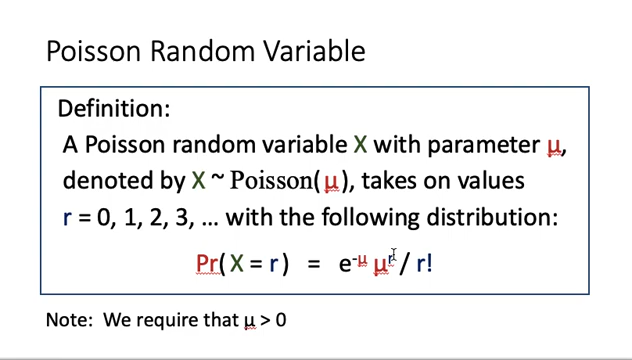 Poisson Random Variable
Definition:
A Poisson random variable X with parameter μ,
denoted by X ~ Poisson(μ), takes on values
r = 0, 1, 2, 3, ... with the following distribution:
Pr( X = r )  =  e⁻ᵘ μʳ / r!
Note:  We require that μ > 0